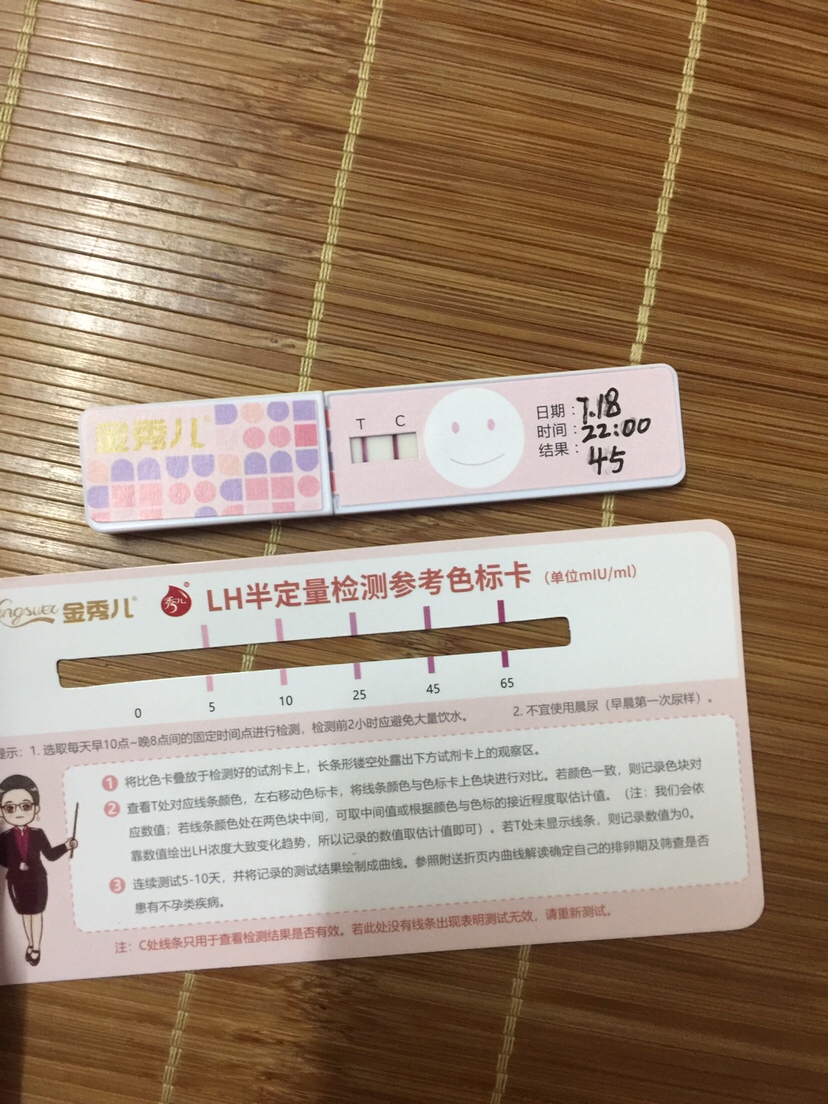 金秀儿®
T C
日期：7.18
时间：22:00
结果：45
金秀儿®
秀儿®
LH半定量检测参考色标卡（单位mIU/ml）
0 5 10 25 45 65
提示：1. 选取每天早10点~晚8点间的固定时间点进行检测，检测前2小时应避免大量饮水。 2. 不宜使用晨尿（早晨第一次尿样）。
1 将比色卡叠放于检测好的试剂卡上，长条形镂空处露出下方试剂卡上的观察区。
2 查看T处对应线条颜色，左右移动色标卡，将线条颜色与色标卡上色块进行对比。若颜色一致，则记录色块对
应数值；若线条颜色处在两色块中间，可取中间值或根据颜色与色标的接近程度取估计值。（注：我们会依
靠数值绘出LH浓度大致变化趋势，所以记录的数值取估计值即可）。若T处未显示线条，则记录数值为0。
3 连续测试5-10天，并将记录的测试结果绘制成曲线。参照附送折页内曲线解读确定自己的排卵期及筛查是否
患有不孕类疾病。
注：C处线条只用于查看检测结果是否有效。若此处没有线条出现表明测试无效，请重新测试。